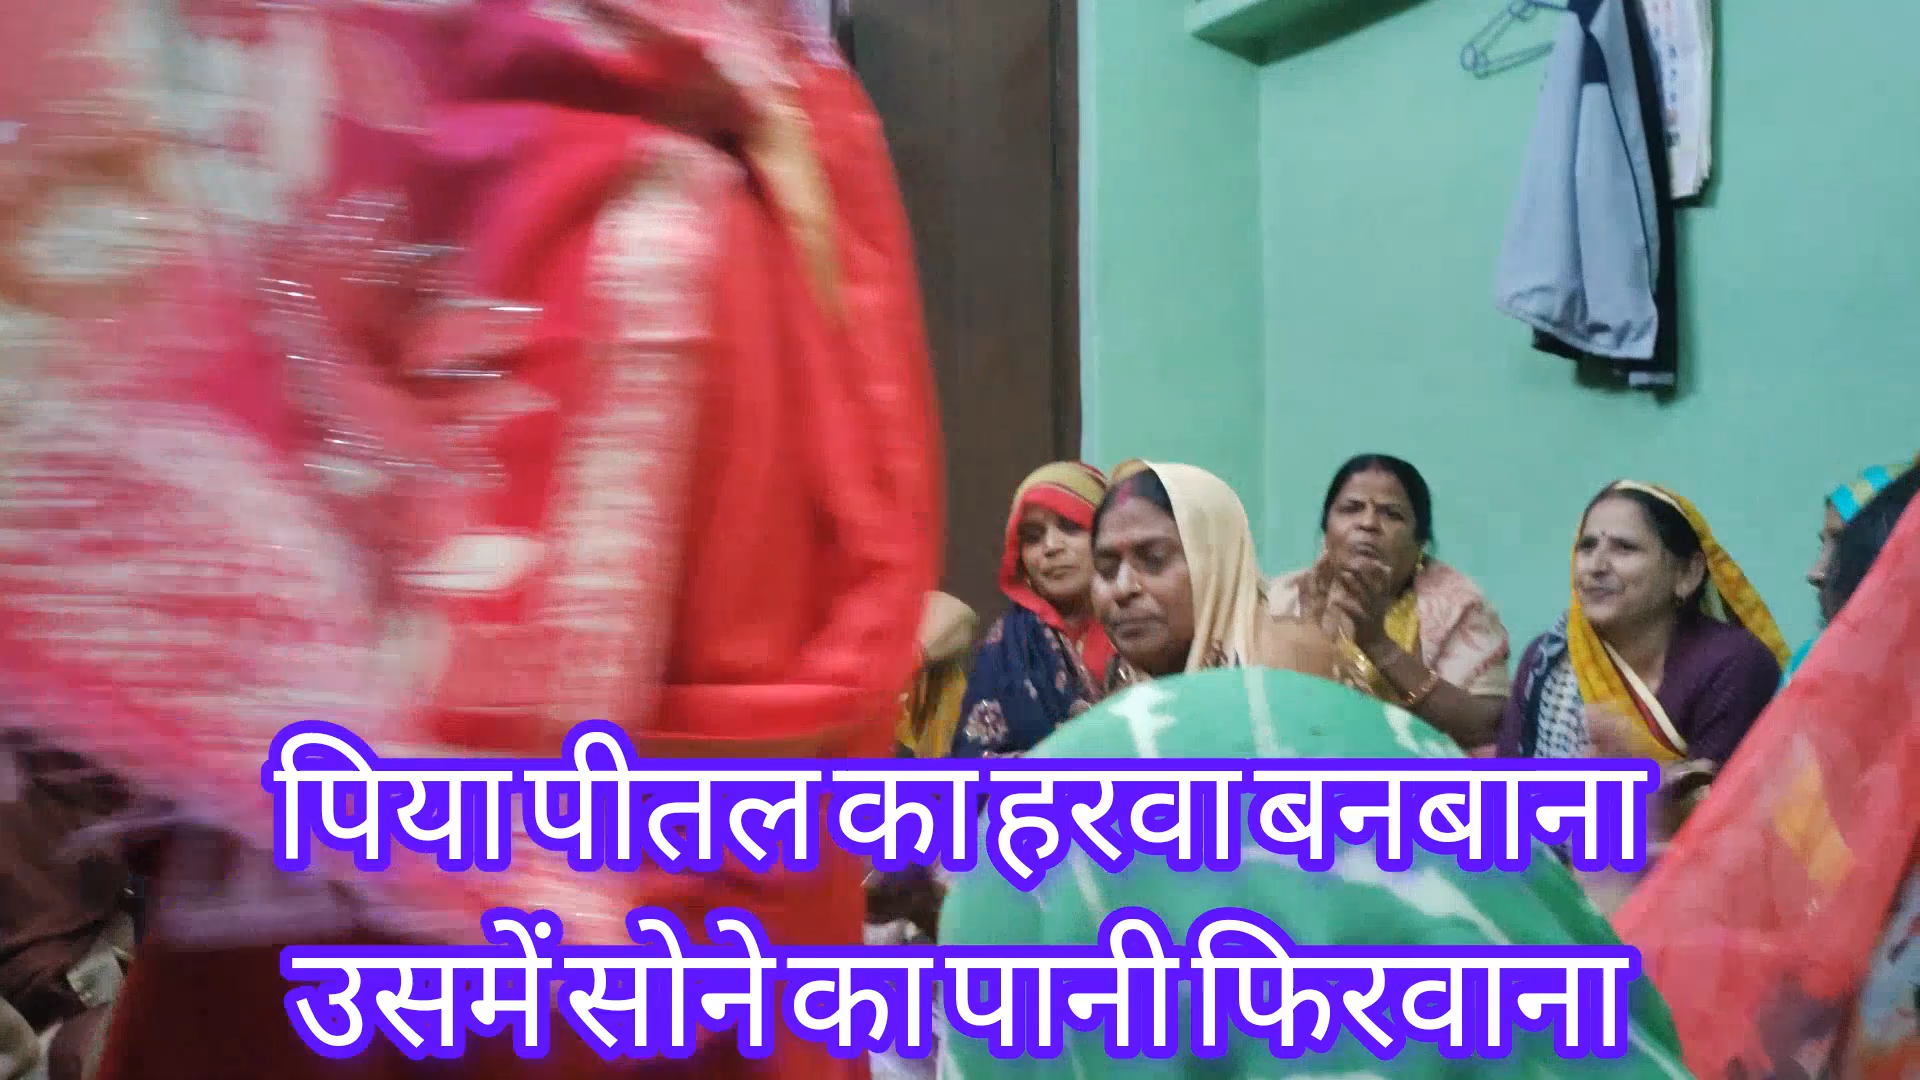 पिया पीतल का हरवा बनबाना
उसमें सोने का पानी फिरवाना